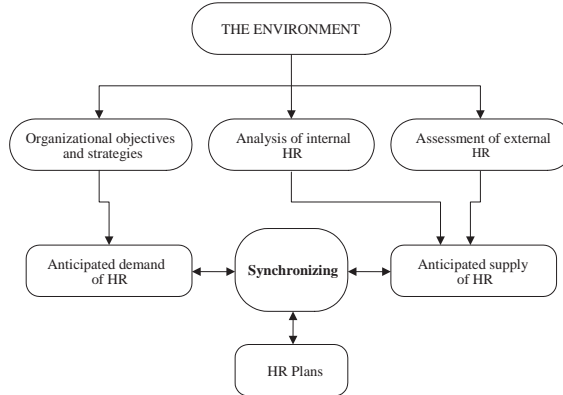 THE ENVIRONMENT
Organizational objectives
and strategies
Analysis of internal
HR
Assessment of external
HR
Anticipated demand
of HR
Synchronizing
Anticipated supply
of HR
HR Plans